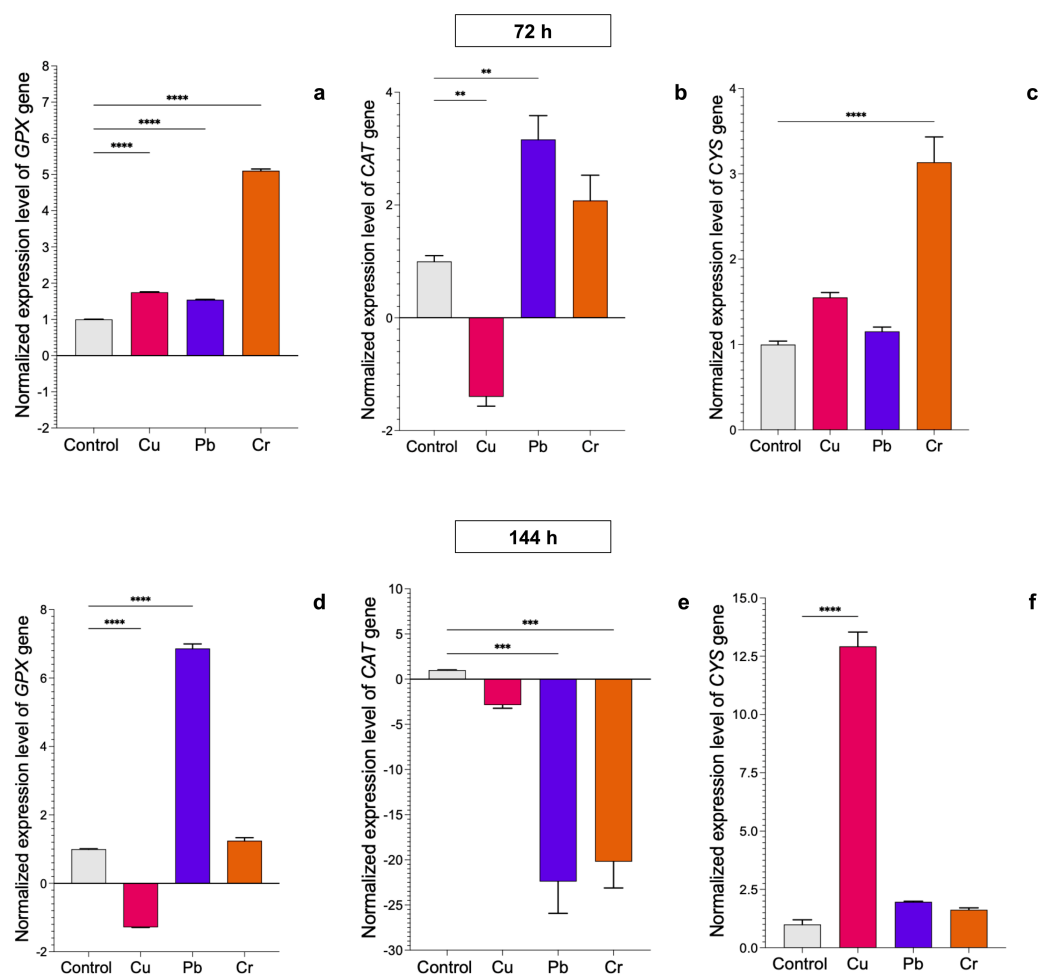 72 h
a
Normalized expression level of GPX gene
8
7
6
5
4
3
2
1
0
-1
-2
****
****
****
Control Cu Pb Cr
b
Normalized expression level of CAT gene
4
2
0
-2
**
**
Control Cu Pb Cr
c
Normalized expression level of CYS gene
4
3
2
1
0
****
Control Cu Pb Cr
144 h
d
Normalized expression level of GPX gene
8
6
4
2
0
-2
****
****
Control Cu Pb Cr
e
Normalized expression level of CAT gene
10
5
0
-5
-10
-15
-20
-25
-30
***
***
Control Cu Pb Cr
f
Normalized expression level of CYS gene
15.0
12.5
10.0
7.5
5.0
2.5
0.0
****
Control Cu Pb Cr